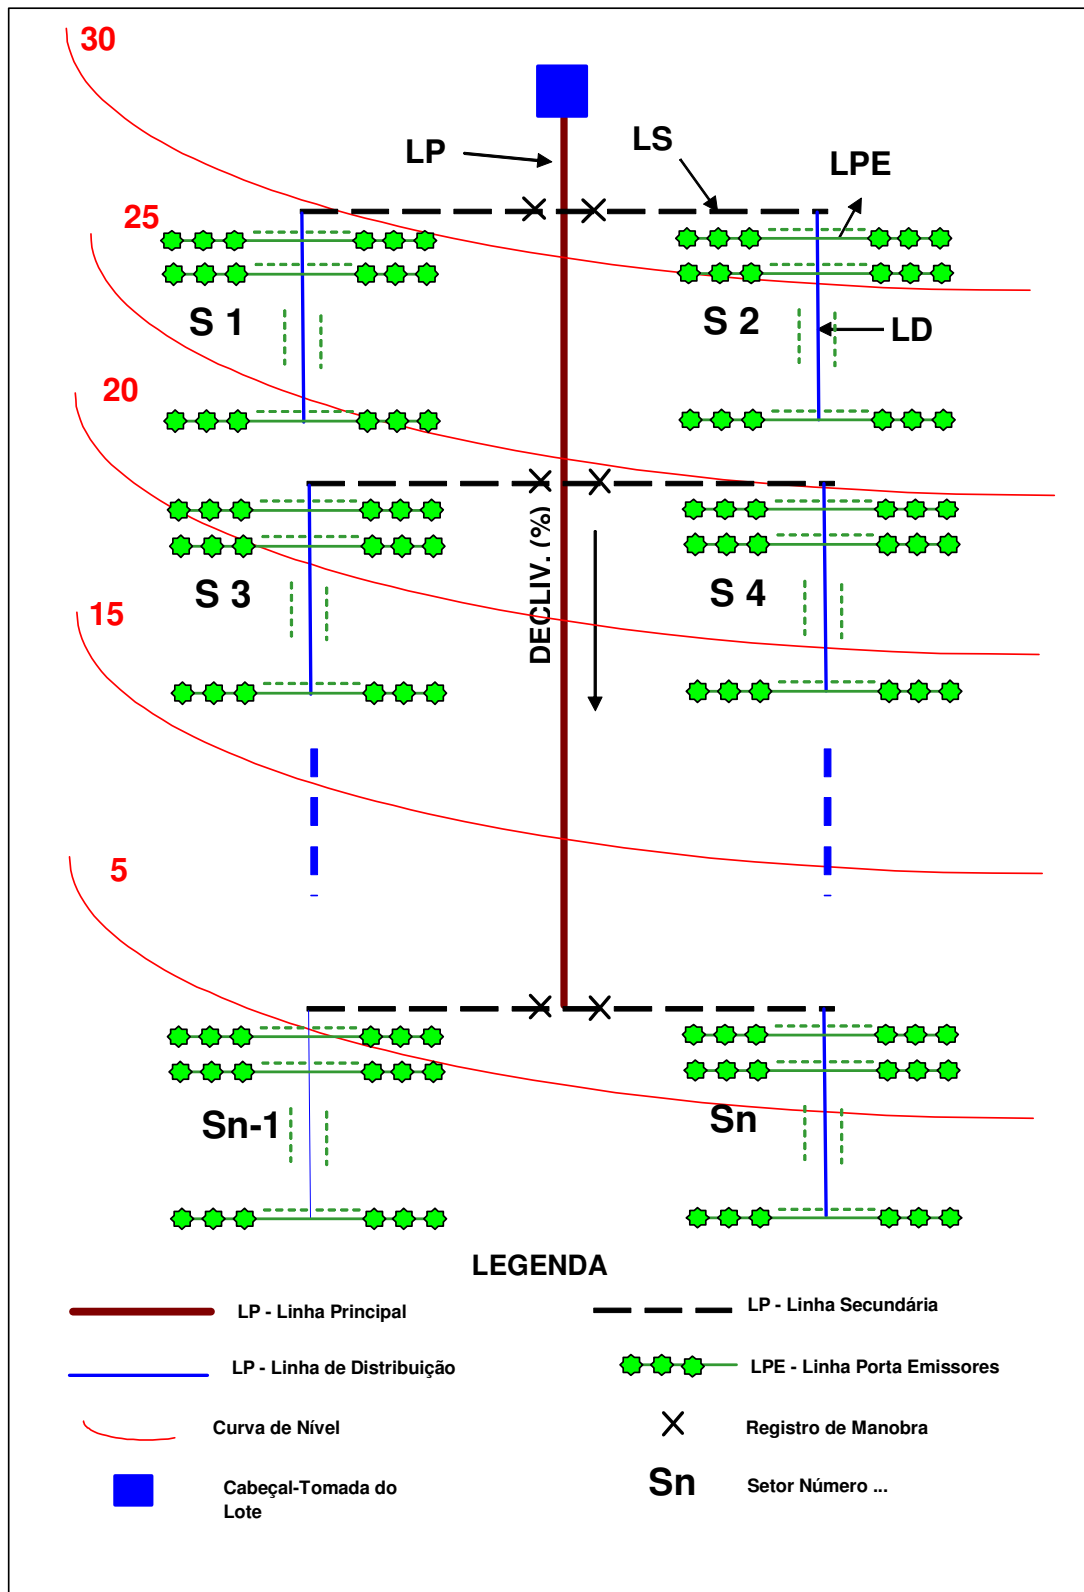 30
LP
LS
LPE
25
S 1
S 2
LD
20
DECLIV. (%)
S 3
S 4
15
5
Sn-1
Sn
LEGENDA
LP - Linha Principal
LP - Linha Secundária
LP - Linha de Distribuição
LPE - Linha Porta Emissores
Curva de Nível
Registro de Manobra
Cabeçal-Tomada do
Lote
Sn
Setor Número ...